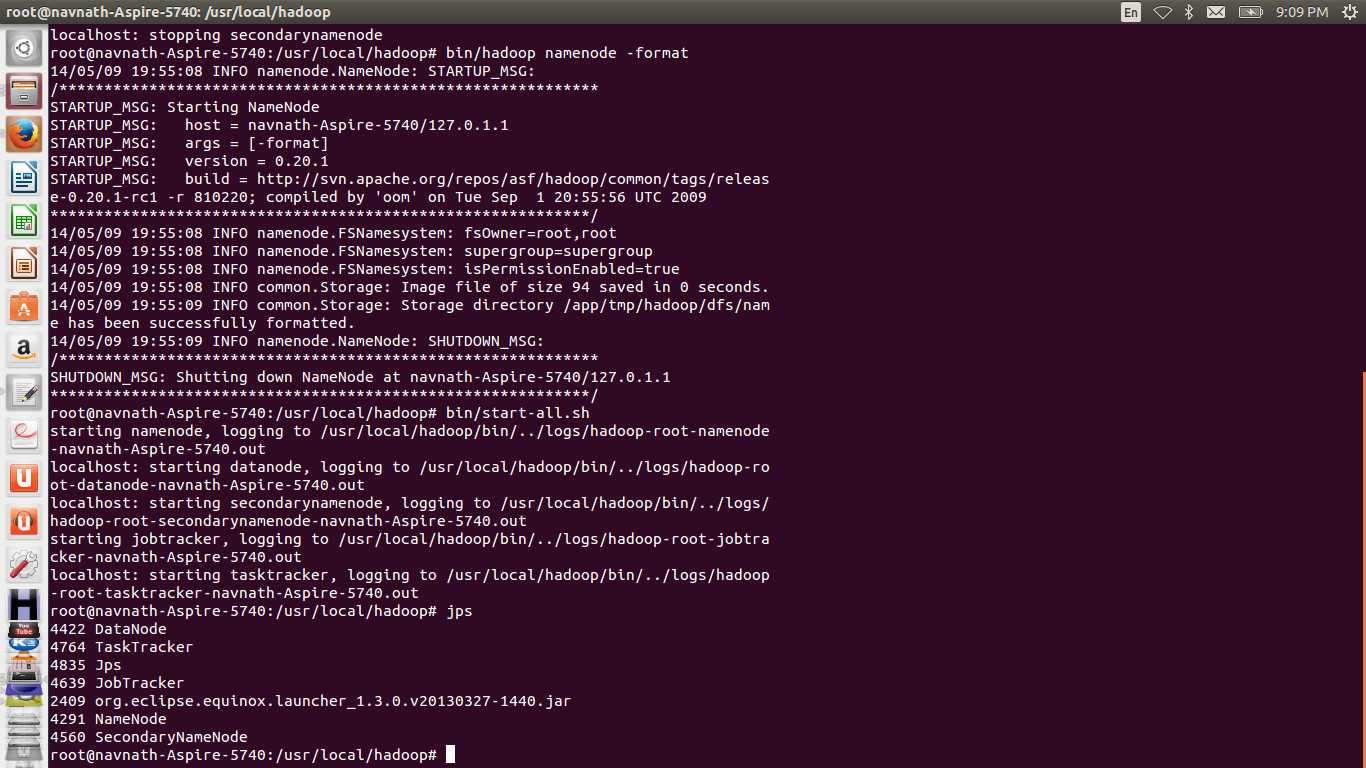 root@navnath-Aspire-5740: /usr/local/hadoop
En
9:09 PM
localhost: stopping secondarynamenode
root@navnath-Aspire-5740:/usr/local/hadoop# bin/hadoop namenode -format
14/05/09 19:55:08 INFO namenode.NameNode: STARTUP_MSG:
/************************************************************
STARTUP_MSG: Starting NameNode
STARTUP_MSG:   host = navnath-Aspire-5740/127.0.1.1
STARTUP_MSG:   args = [-format]
STARTUP_MSG:   version = 0.20.1
STARTUP_MSG:   build = http://svn.apache.org/repos/asf/hadoop/common/tags/releas
e-0.20.1-rc1 -r 810220; compiled by 'oom' on Tue Sep  1 20:55:56 UTC 2009
************************************************************/
14/05/09 19:55:08 INFO namenode.FSNamesystem: fsOwner=root,root
14/05/09 19:55:08 INFO namenode.FSNamesystem: supergroup=supergroup
14/05/09 19:55:08 INFO namenode.FSNamesystem: isPermissionEnabled=true
14/05/09 19:55:08 INFO common.Storage: Image file of size 94 saved in 0 seconds.
14/05/09 19:55:09 INFO common.Storage: Storage directory /app/tmp/hadoop/dfs/nam
e has been successfully formatted.
14/05/09 19:55:09 INFO namenode.NameNode: SHUTDOWN_MSG:
/************************************************************
SHUTDOWN_MSG: Shutting down NameNode at navnath-Aspire-5740/127.0.1.1
************************************************************/
root@navnath-Aspire-5740:/usr/local/hadoop# bin/start-all.sh
starting namenode, logging to /usr/local/hadoop/bin/../logs/hadoop-root-namenode
-navnath-Aspire-5740.out
localhost: starting datanode, logging to /usr/local/hadoop/bin/../logs/hadoop-ro
ot-datanode-navnath-Aspire-5740.out
localhost: starting secondarynamenode, logging to /usr/local/hadoop/bin/../logs/
hadoop-root-secondarynamenode-navnath-Aspire-5740.out
starting jobtracker, logging to /usr/local/hadoop/bin/../logs/hadoop-root-jobtra
cker-navnath-Aspire-5740.out
localhost: starting tasktracker, logging to /usr/local/hadoop/bin/../logs/hadoop
-root-tasktracker-navnath-Aspire-5740.out
root@navnath-Aspire-5740:/usr/local/hadoop# jps
4422 DataNode
4764 TaskTracker
4835 Jps
4639 JobTracker
2409 org.eclipse.equinox.launcher_1.3.0.v20130327-1440.jar
4291 NameNode
4560 SecondaryNameNode
root@navnath-Aspire-5740:/usr/local/hadoop#
a
U
U
H
You
Tube